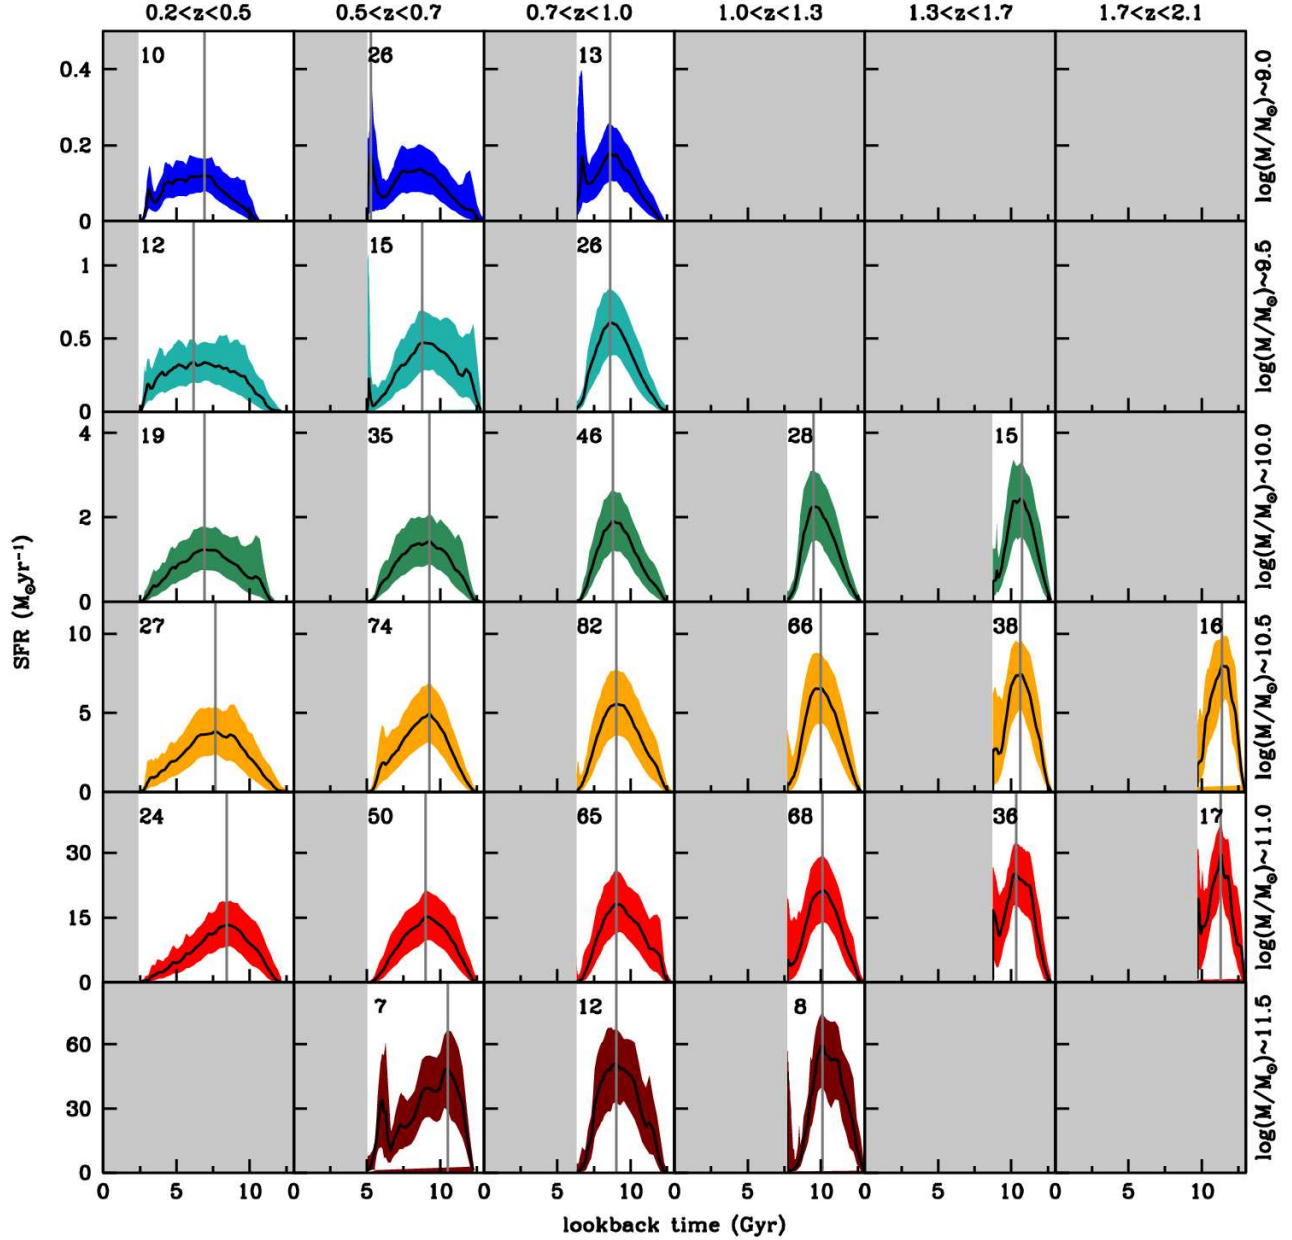 0.2<z<0.5 0.5<z<0.7 0.7<z<1.0 1.0<z<1.3 1.3<z<1.7 1.7<z<2.1
10 26 13
0.4
0.2
0
log(M/M⊙)~9.0
12 15 26
1
0.5
0
log(M/M⊙)~9.5
19 35 46 28 15
4
2
0
log(M/M⊙)~10.0
27 74 82 66 38 16
10
5
0
log(M/M⊙)~10.5
24 50 65 68 36 17
30
15
0
log(M/M⊙)~11.0
7 12 8
60
30
0
log(M/M⊙)~11.5
SFR (M⊙yr⁻¹)
0 5 10 0 5 10 0 5 10 0 5 10 0 5 10 0 5 10
lookback time (Gyr)